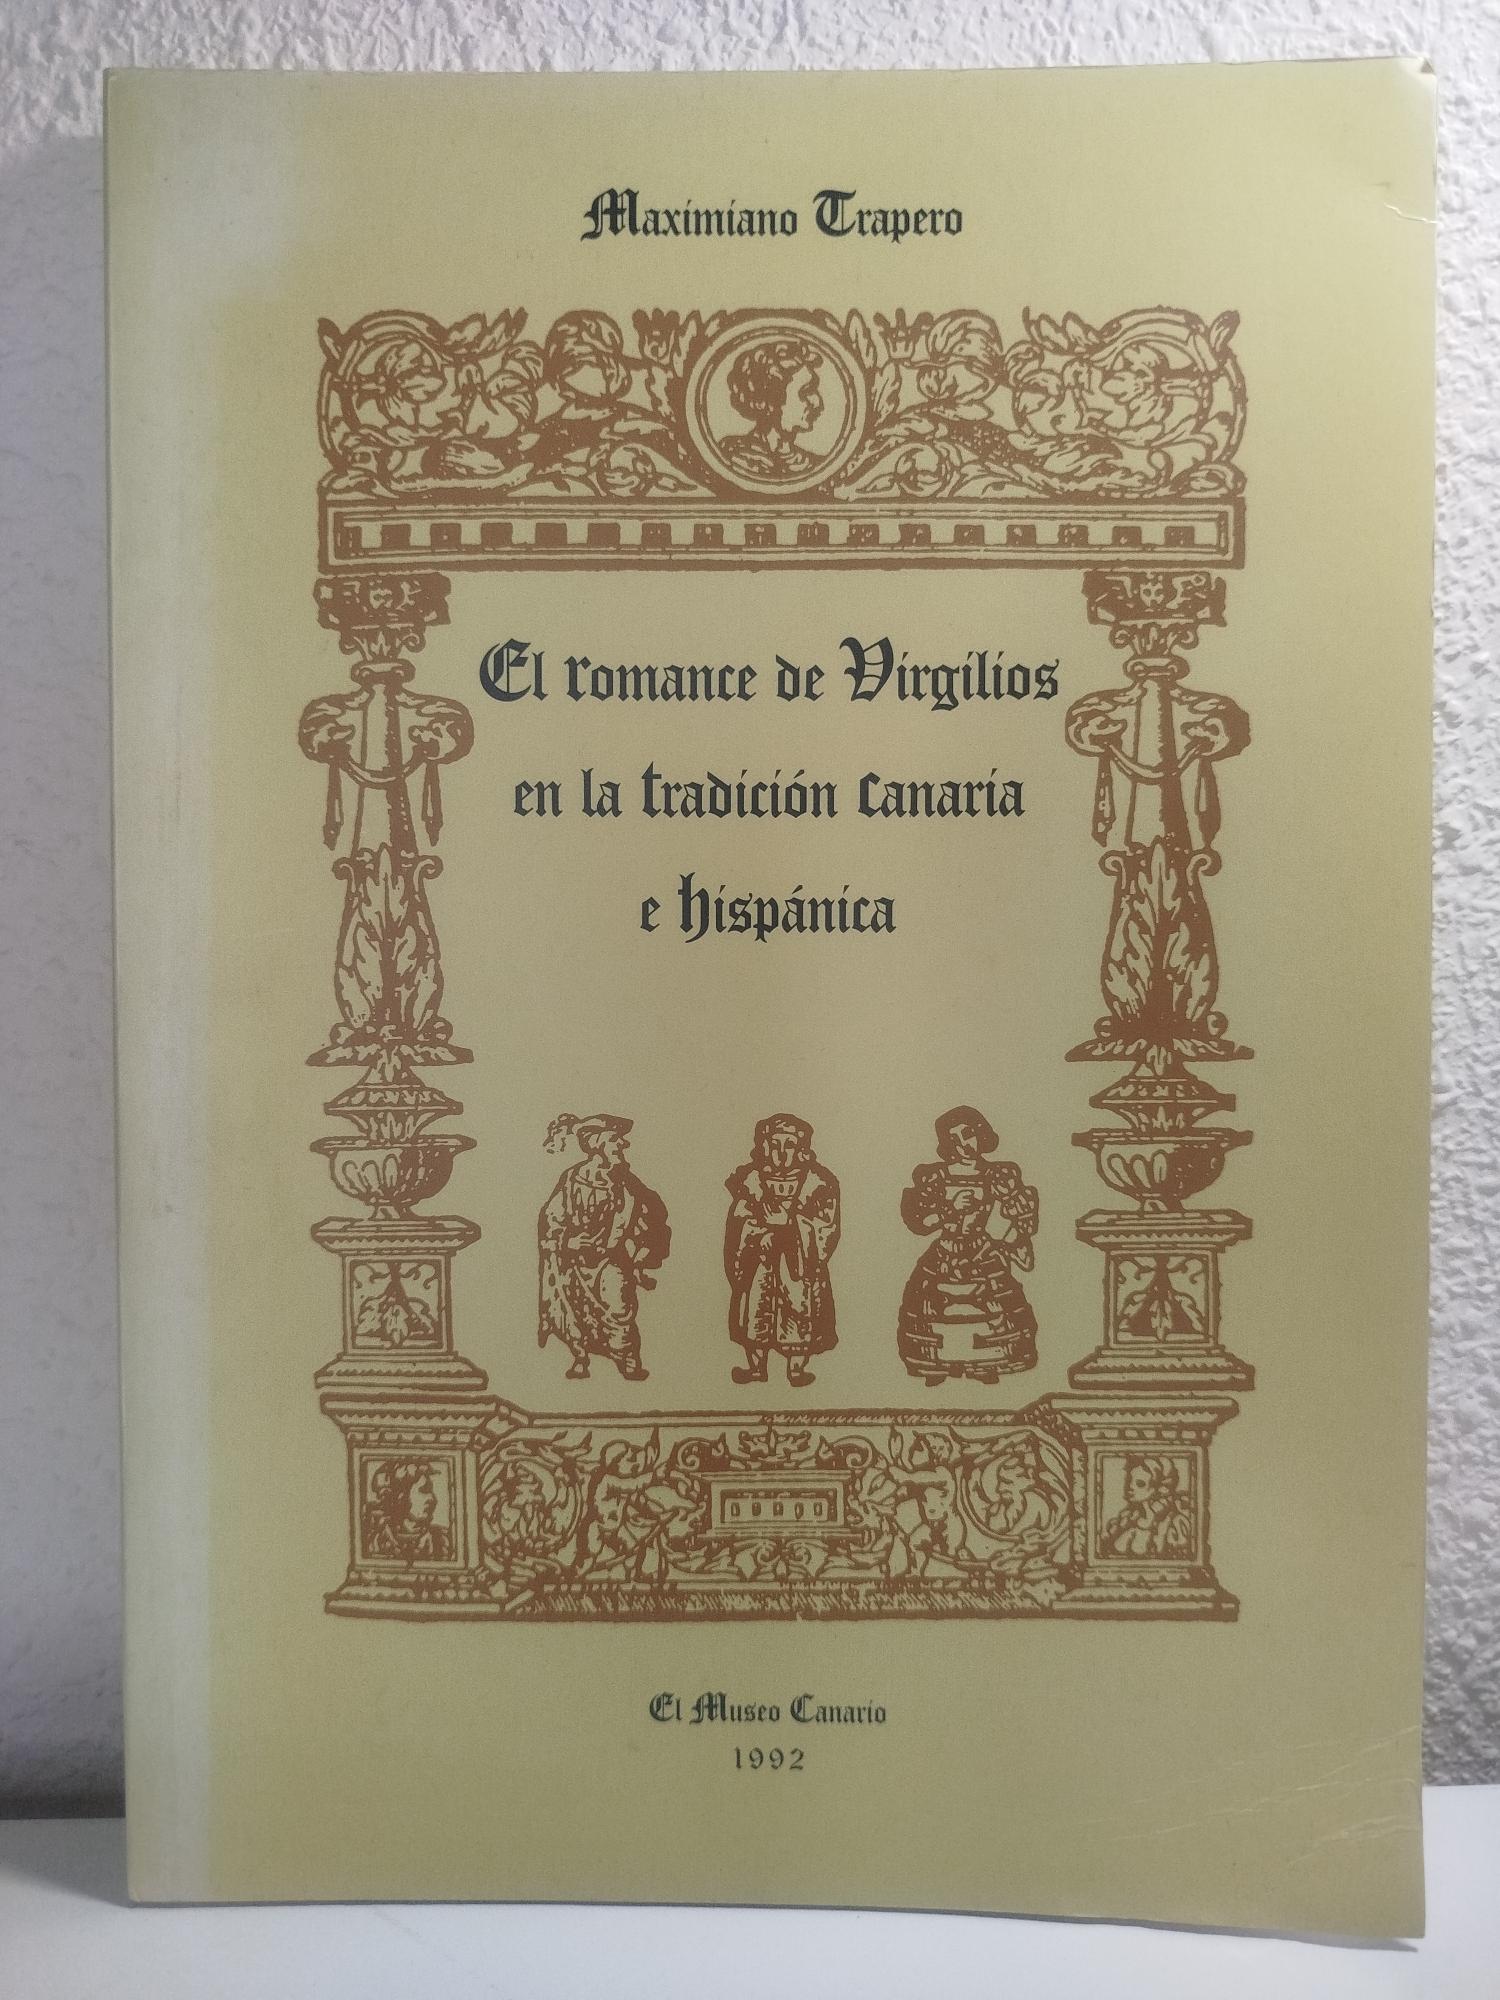 Maximiano Trapero
El romance de Virgilios
en la tradición canaria
e hispánica
El Museo Canario
1992